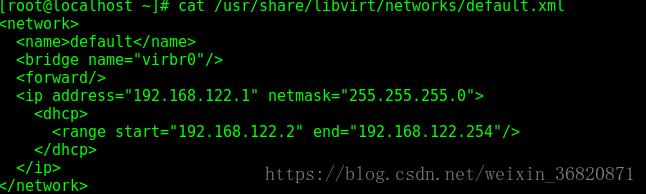 [root@localhost ~]# cat /usr/share/libvirt/networks/default.xml
<network>
  <name>default</name>
  <bridge name="virbr0"/>
  <forward/>
  <ip address="192.168.122.1" netmask="255.255.255.0">
    <dhcp>
      <range start="192.168.122.2" end="192.168.122.254"/>
    </dhcp>
  </ip>
</network>
https://blog.csdn.net/weixin_36820871